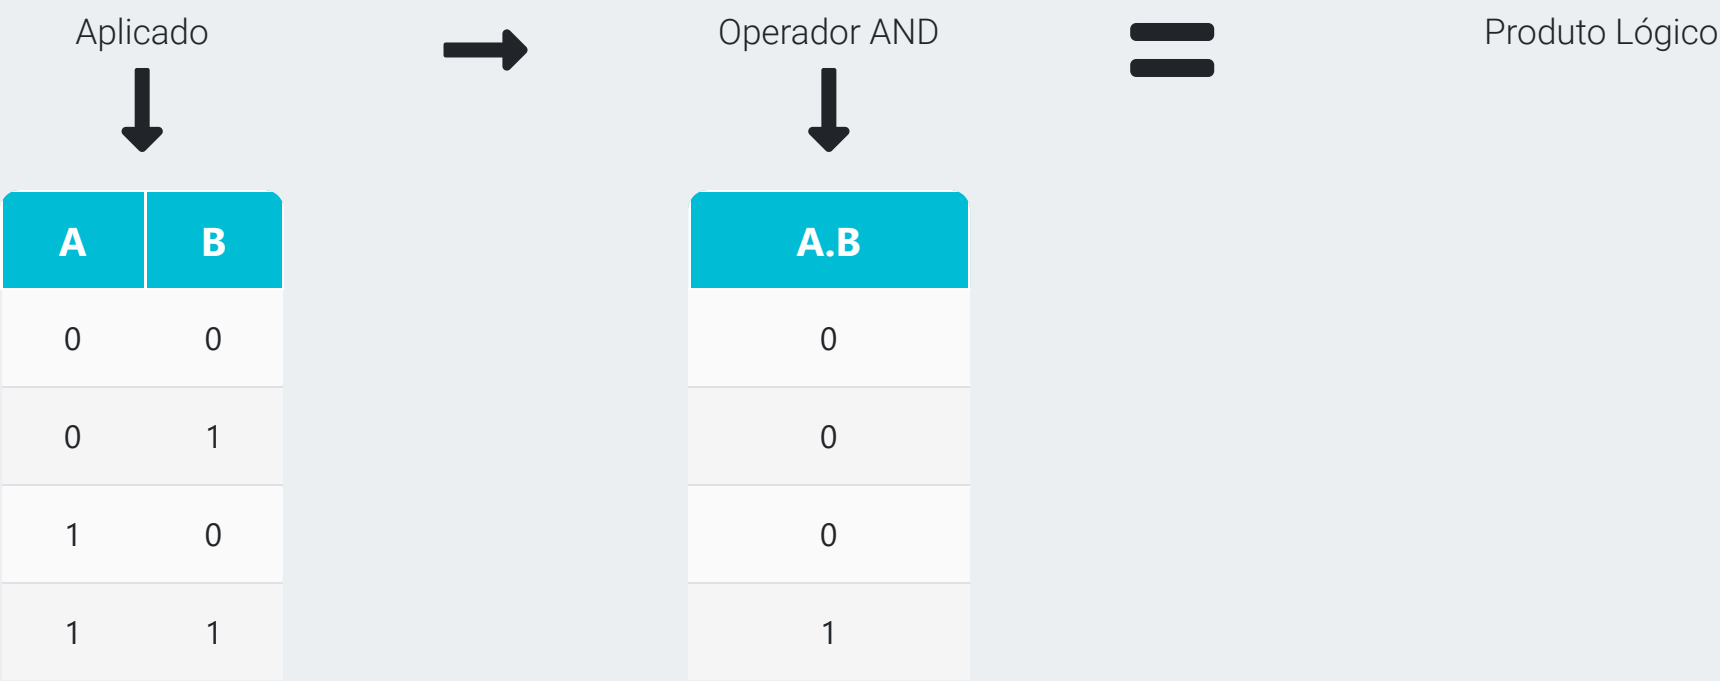 Aplicado Operador AND Produto Lógico
A B A.B
0 0 0
0 1 0
1 0 0
1 1 1